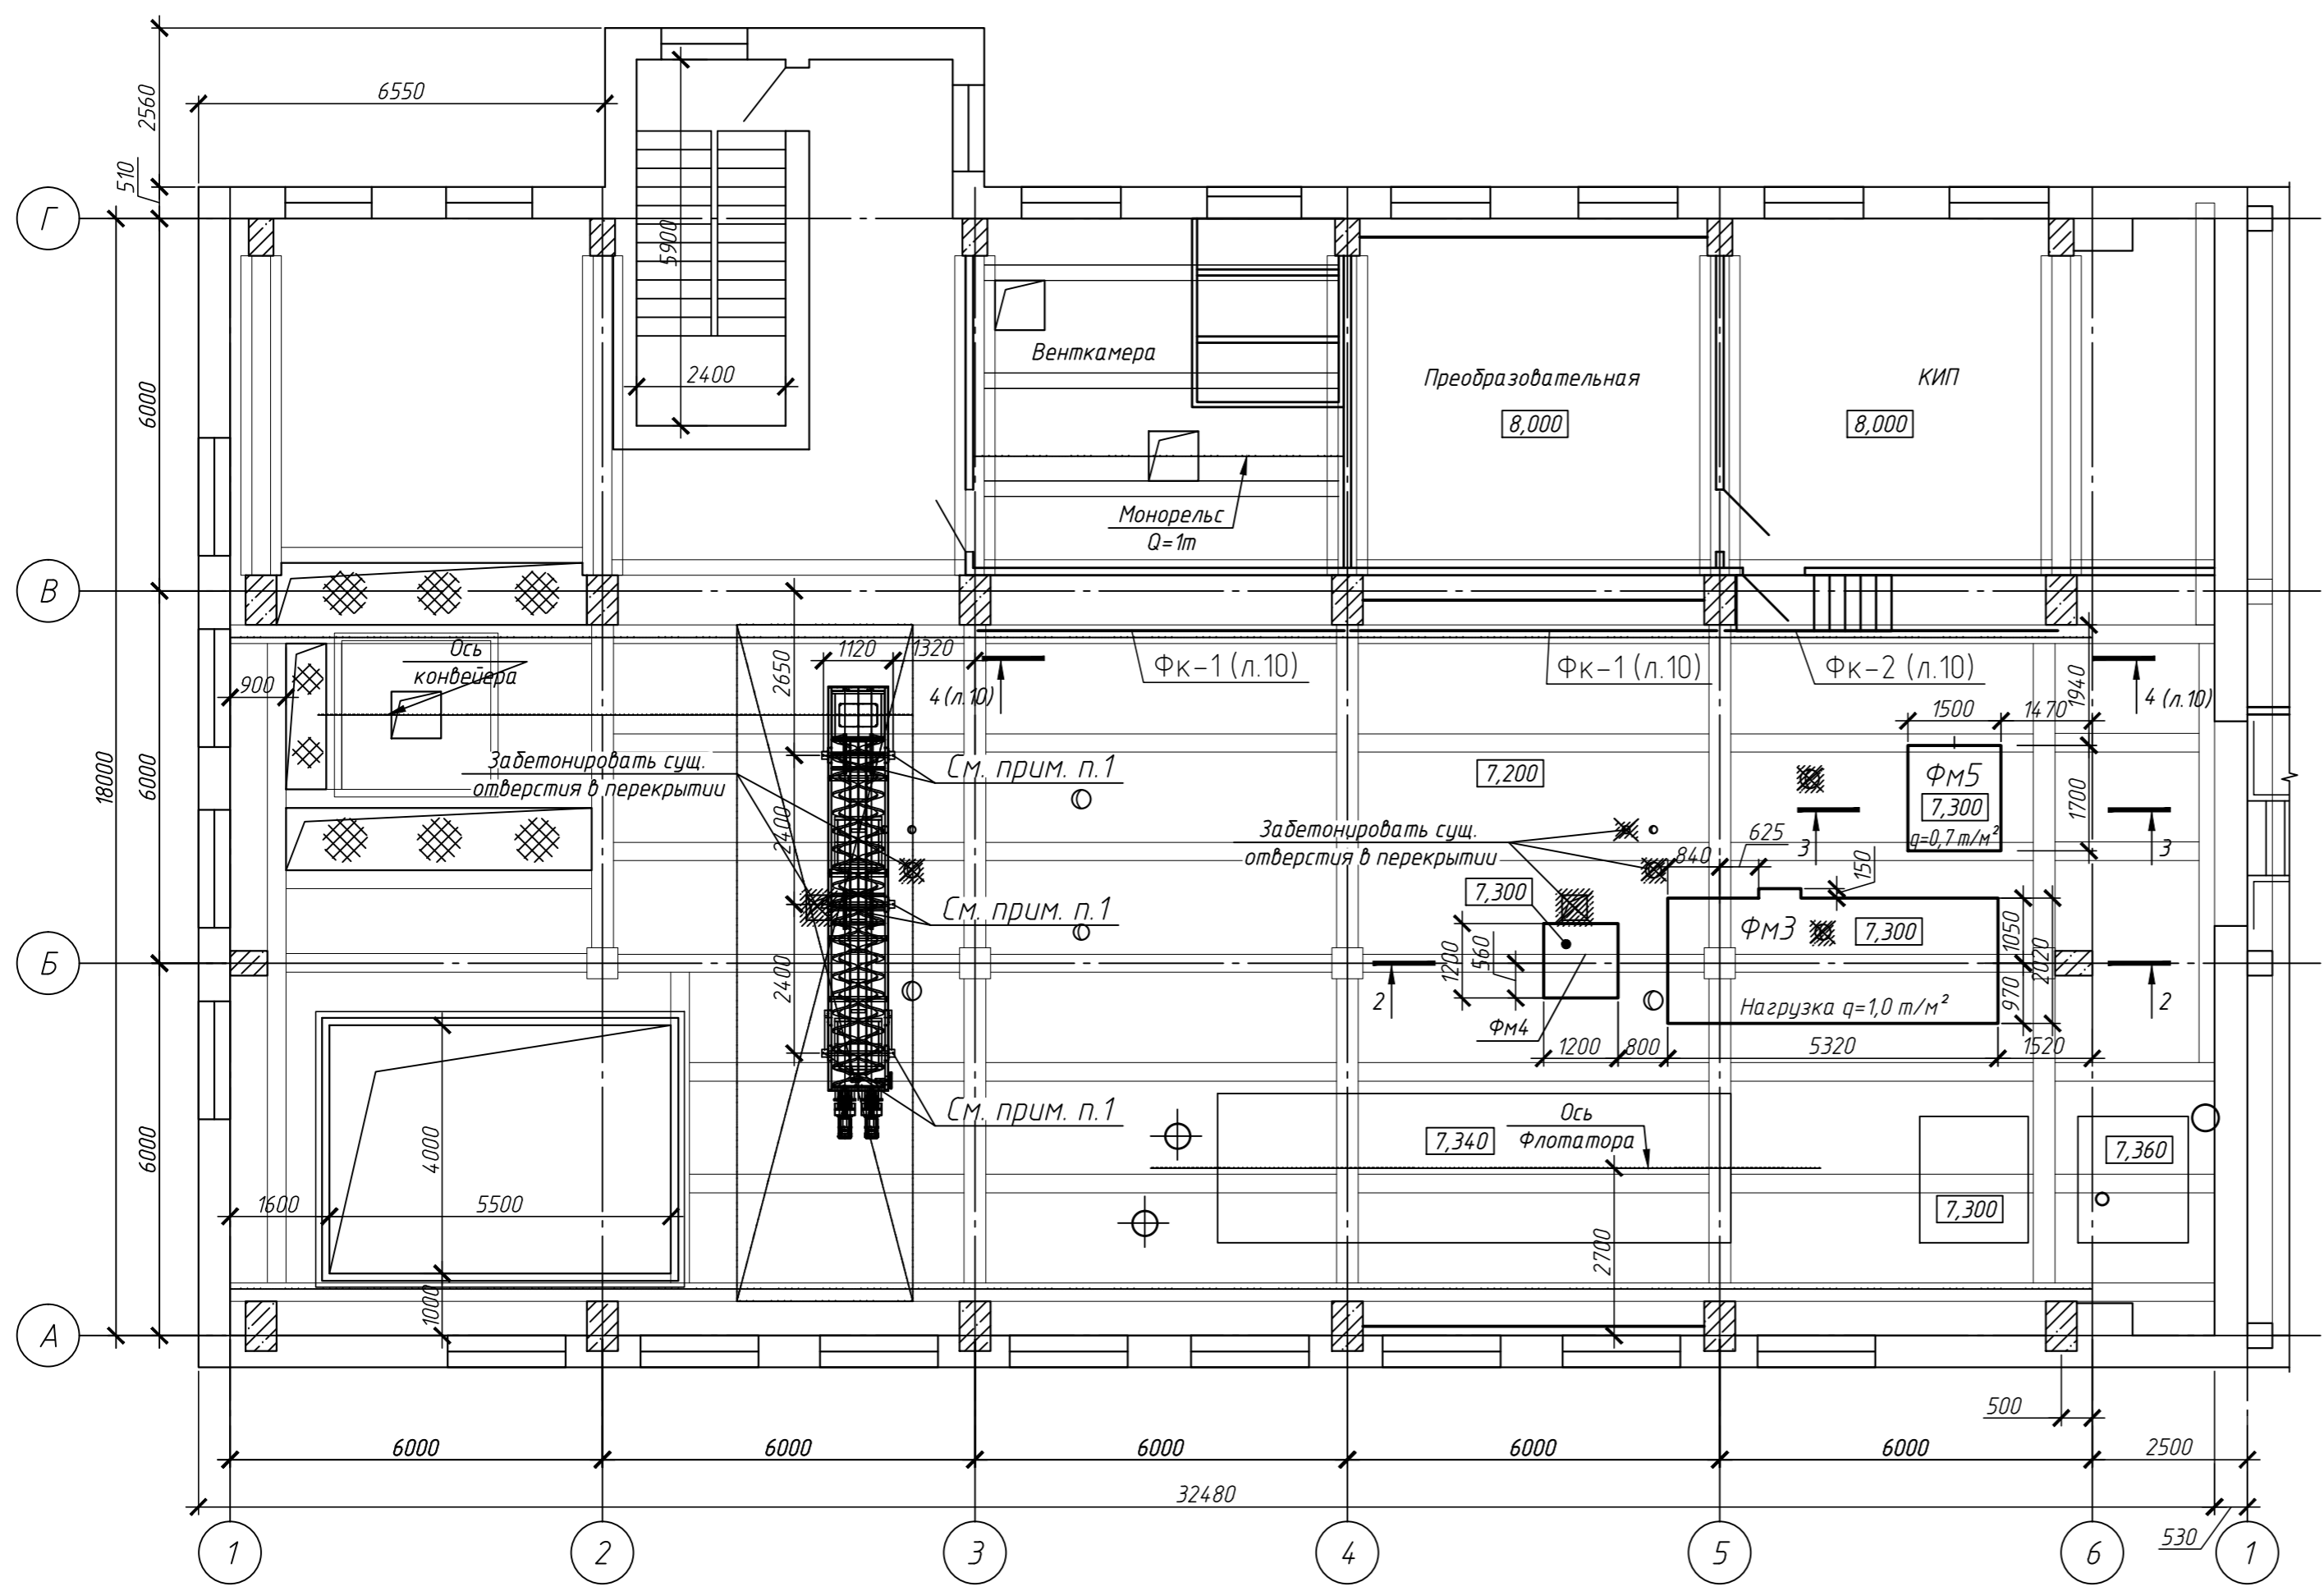 6550
2560
510
5900
2400
Г
Венткамера
Преобразовательная
8,000
КИП
8,000
6000
Монорельс
Q=1т
В
Ось
конвейера
900
2650
1120
1320
4 (л.10)
Фк-1 (л.10)
Фк-1 (л.10)
Фк-2 (л.10)
1940
4 (л.10)
1500
1470
18000
6000
Забетонировать сущ.
отверстия в перекрытии
См. прим. п.1
7,200
Фм5
7,300
q=0,7 т/м²
1700
2400
Забетонировать сущ.
отверстия в перекрытии
840
625
3
150
3
7,300
См. прим. п.1
Фм3
7,300
1050
2020
970
Б
2400
1200
560
2
Фм4
Нагрузка q=1,0 т/м²
2
1200
800
5320
1520
6000
4000
См. прим. п.1
7,340
Ось
Флотатора
7,360
1600
5500
7,300
2700
1000
А
500
6000
6000
6000
6000
6000
2500
32480
530
1
2
3
4
5
6
1